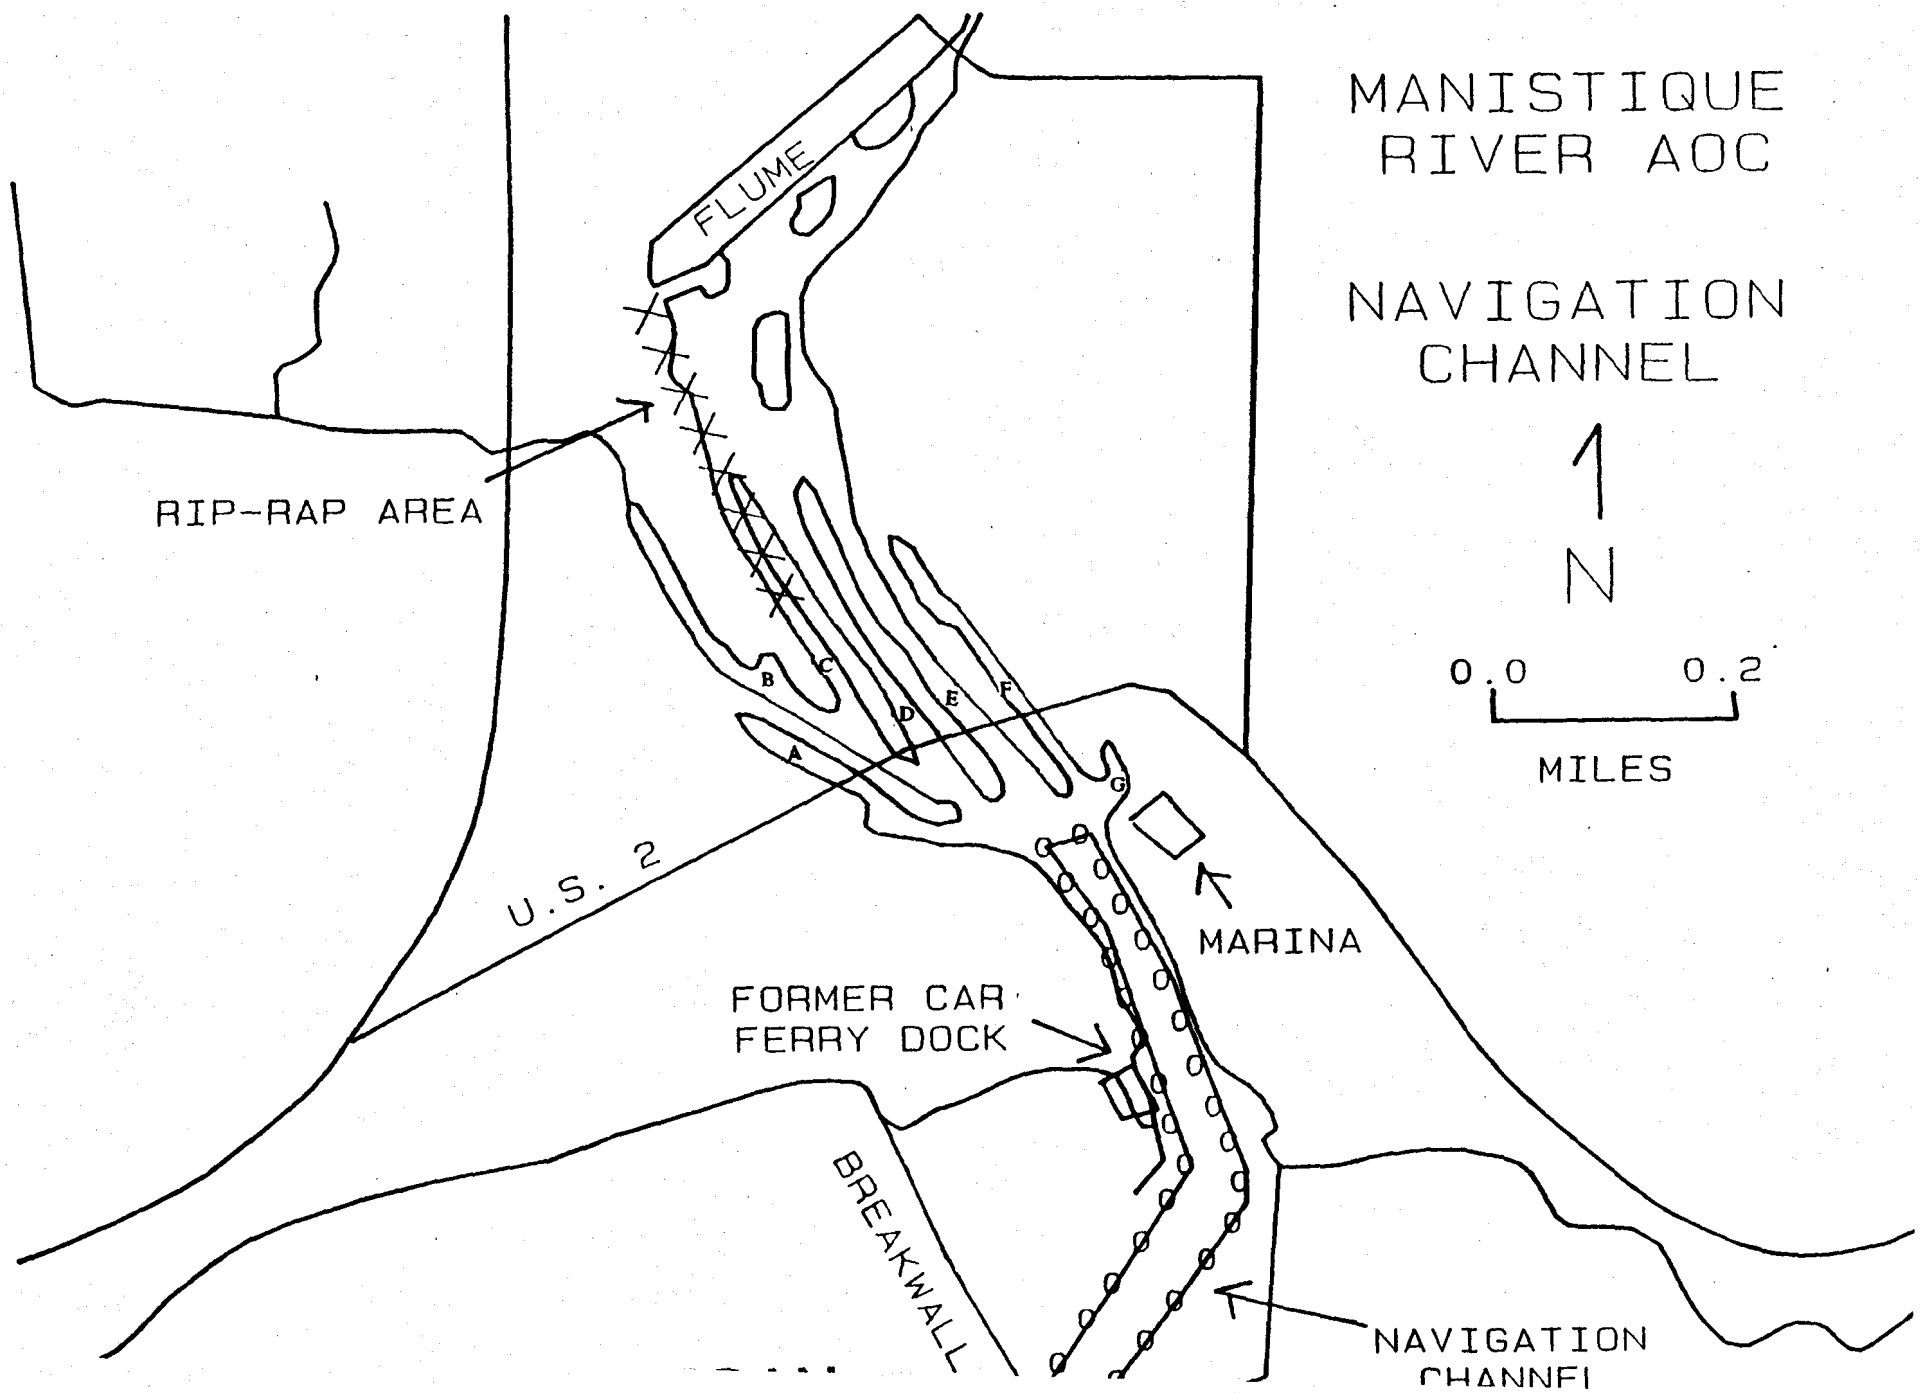 MANISTIQUE
RIVER AOC
NAVIGATION
CHANNEL
N
0.0 0.2
MILES
FLUME
RIP-RAP AREA
A
B
C
D
E
F
G
U.S. 2
MARINA
FORMER CAR
FERRY DOCK
BREAKWALL
NAVIGATION
CHANNEL